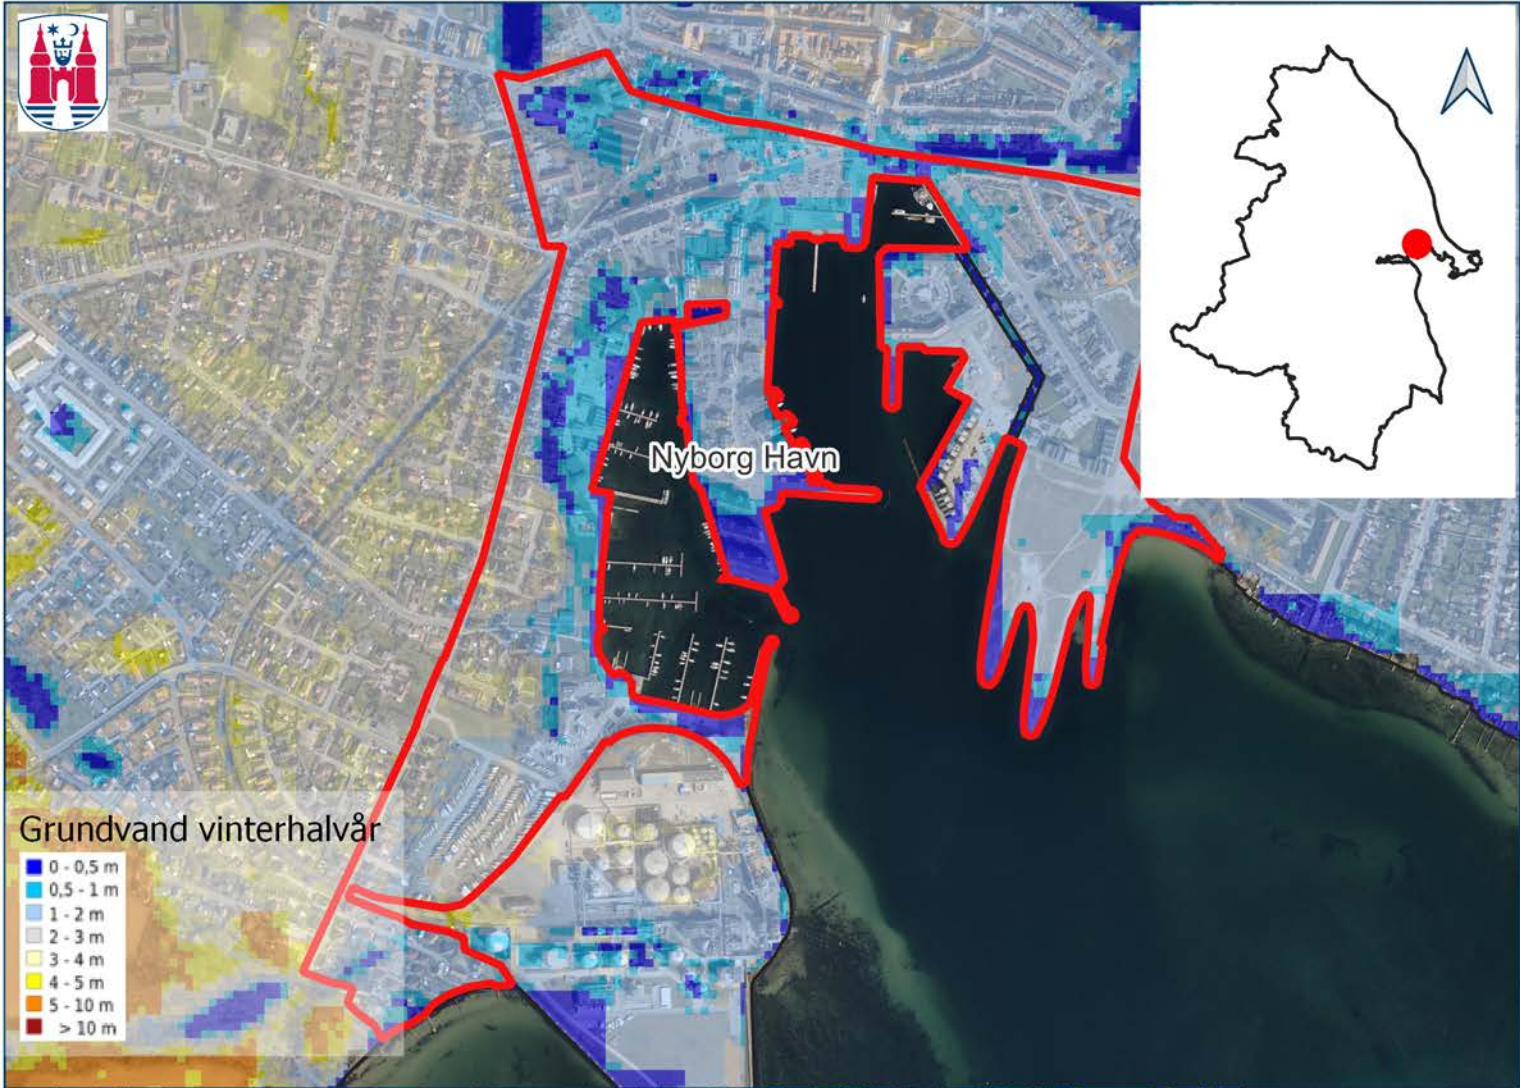 Nyborg Havn
Grundvand vinterhalvår
0 - 0,5 m
0,5 - 1 m
1 - 2 m
2 - 3 m
3 - 4 m
4 - 5 m
5 - 10 m
> 10 m